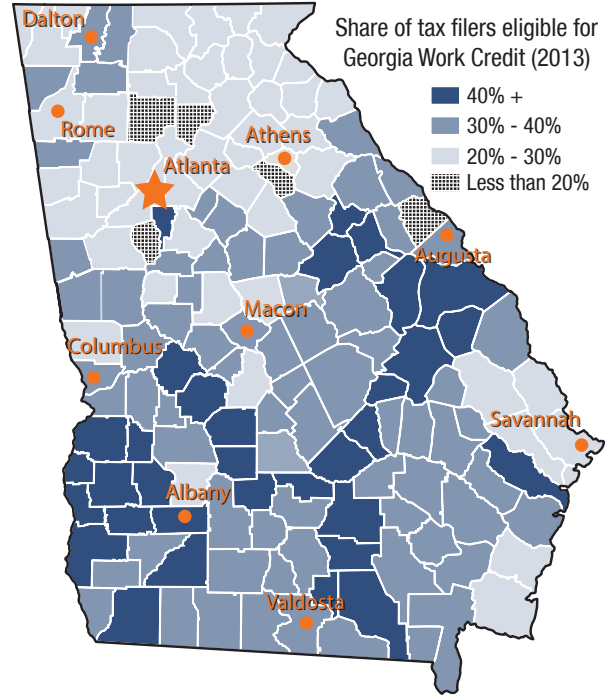 Share of tax filers eligible for
Georgia Work Credit (2013)
40% +
30% - 40%
20% - 30%
Less than 20%
Dalton
Rome
Athens
Atlanta
Augusta
Macon
Columbus
Savannah
Albany
Valdosta